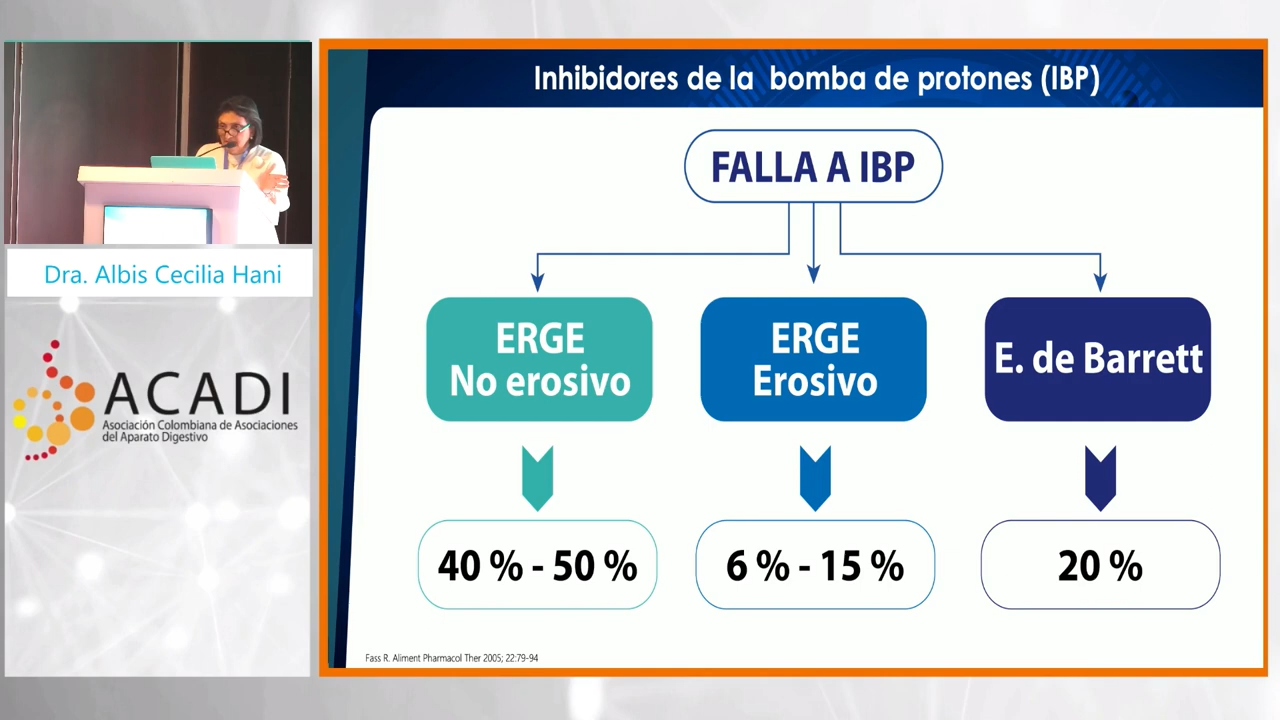 Inhibidores de la bomba de protones (IBP)
FALLA A IBP
ERGE
No erosivo
ERGE
Erosivo
E. de Barrett
40 % - 50 %
6 % - 15 %
20 %
Fass R. Aliment Pharmacol Ther 2005; 22:79-94
Dra. Albis Cecilia Hani
ACADI
Asociación Colombiana de Asociaciones
del Aparato Digestivo